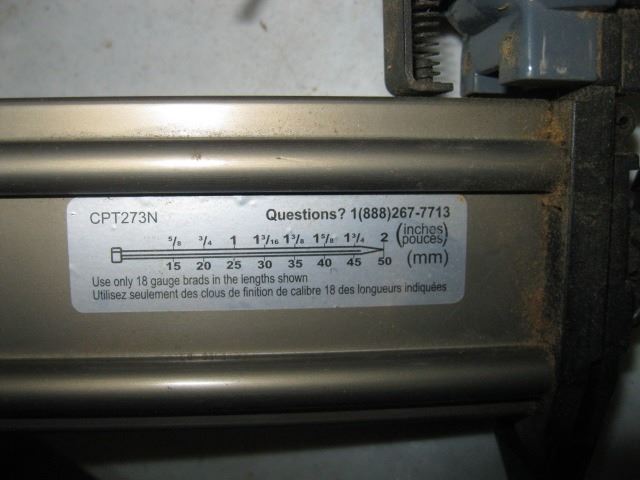 CPT273N Questions? 1(888)267-7713
5/8 3/4 1 1 3/16 1 3/8 1 5/8 1 3/4 2 (inches pouces)
15 20 25 30 35 40 45 50 (mm)
Use only 18 gauge brads in the lengths shown
Utilisez seulement des clous de finition de calibre 18 des longueurs indiquées